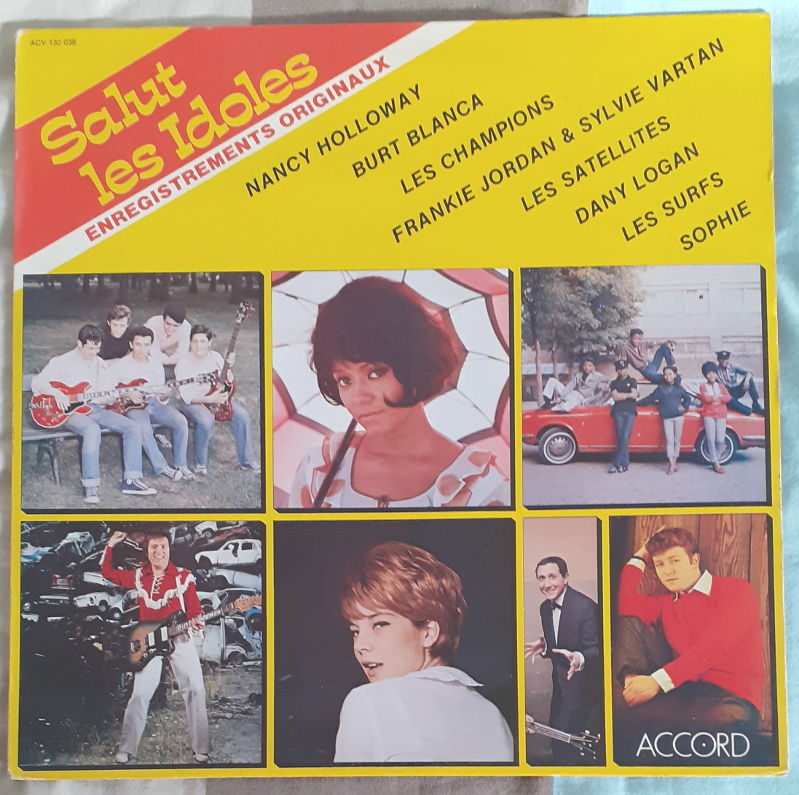 ACV 130 038
Salut
les Idoles
ENREGISTREMENTS ORIGINAUX
NANCY HOLLOWAY
BURT BLANCA
LES CHAMPIONS
FRANKIE JORDAN & SYLVIE VARTAN
LES SATELLITES
DANY LOGAN
LES SURFS
SOPHIE
ACCORD